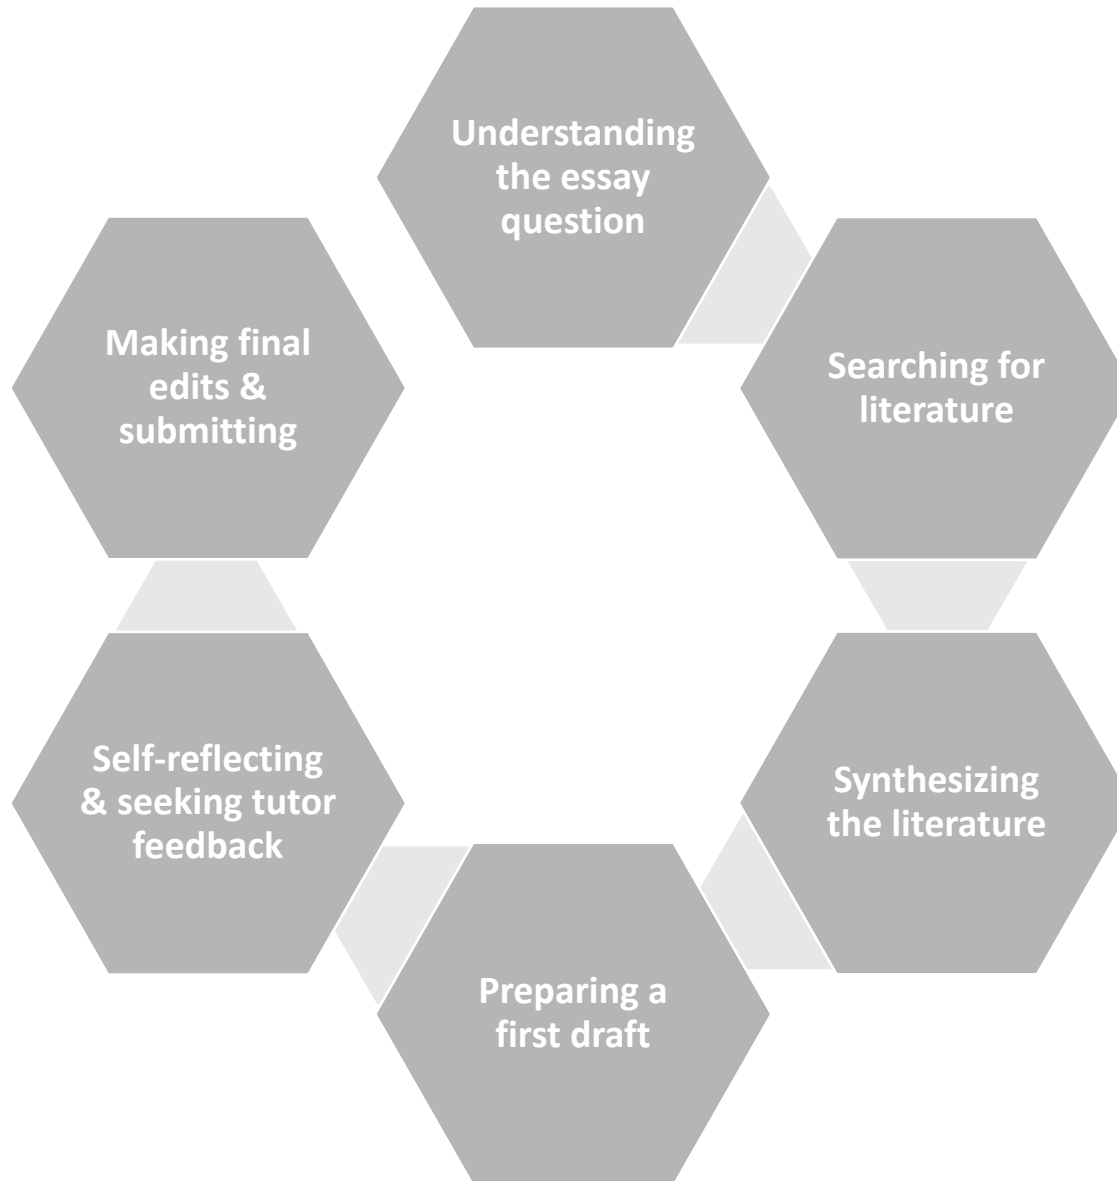 Understanding
the essay
question
Searching for
literature
Synthesizing
the literature
Preparing a
first draft
Self-reflecting
& seeking tutor
feedback
Making final
edits &
submitting